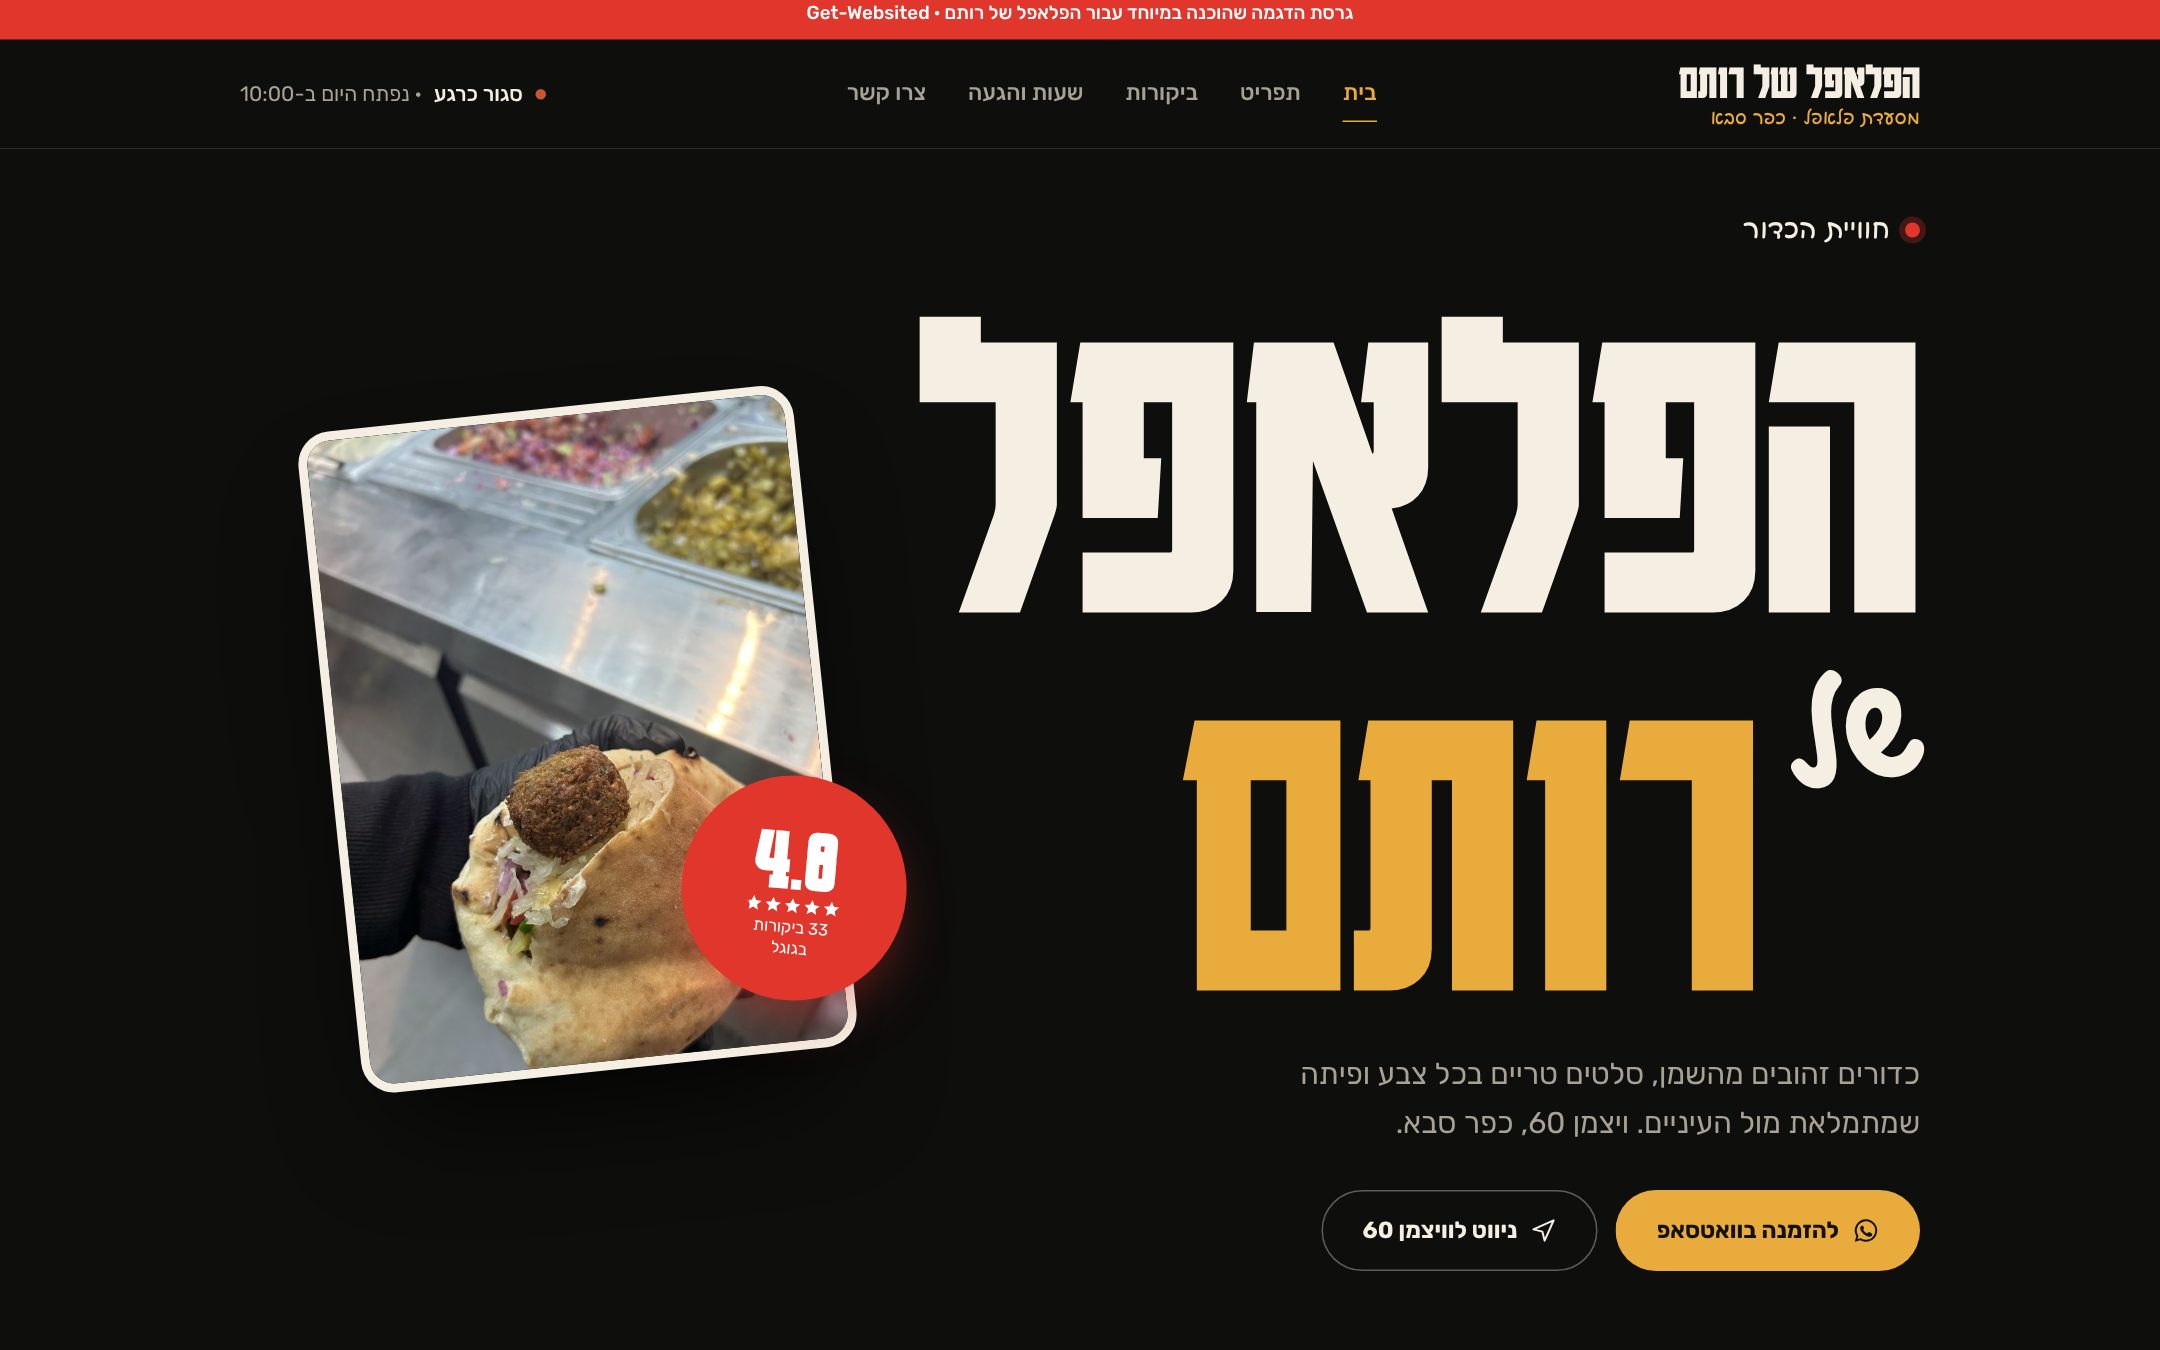 גרסת הדגמה שהוכנה במיוחד עבור הפלאפל של רותם · Get-Websited
הפלאפל של רותם
מסעדת פלאפל · כפר סבא
בית
תפריט
ביקורות
שעות והגעה
צרו קשר
סגור כרגע · נפתח היום ב-10:00
חוויית הכדור
הפלאפל
של רותם
4.8
33 ביקורות
בגוגל
כדורים זהובים מהשמן, סלטים טריים בכל צבע ופיתה
שמתמלאת מול העיניים. ויצמן 60, כפר סבא.
להזמנה בוואטסאפ
ניווט לוויצמן 60